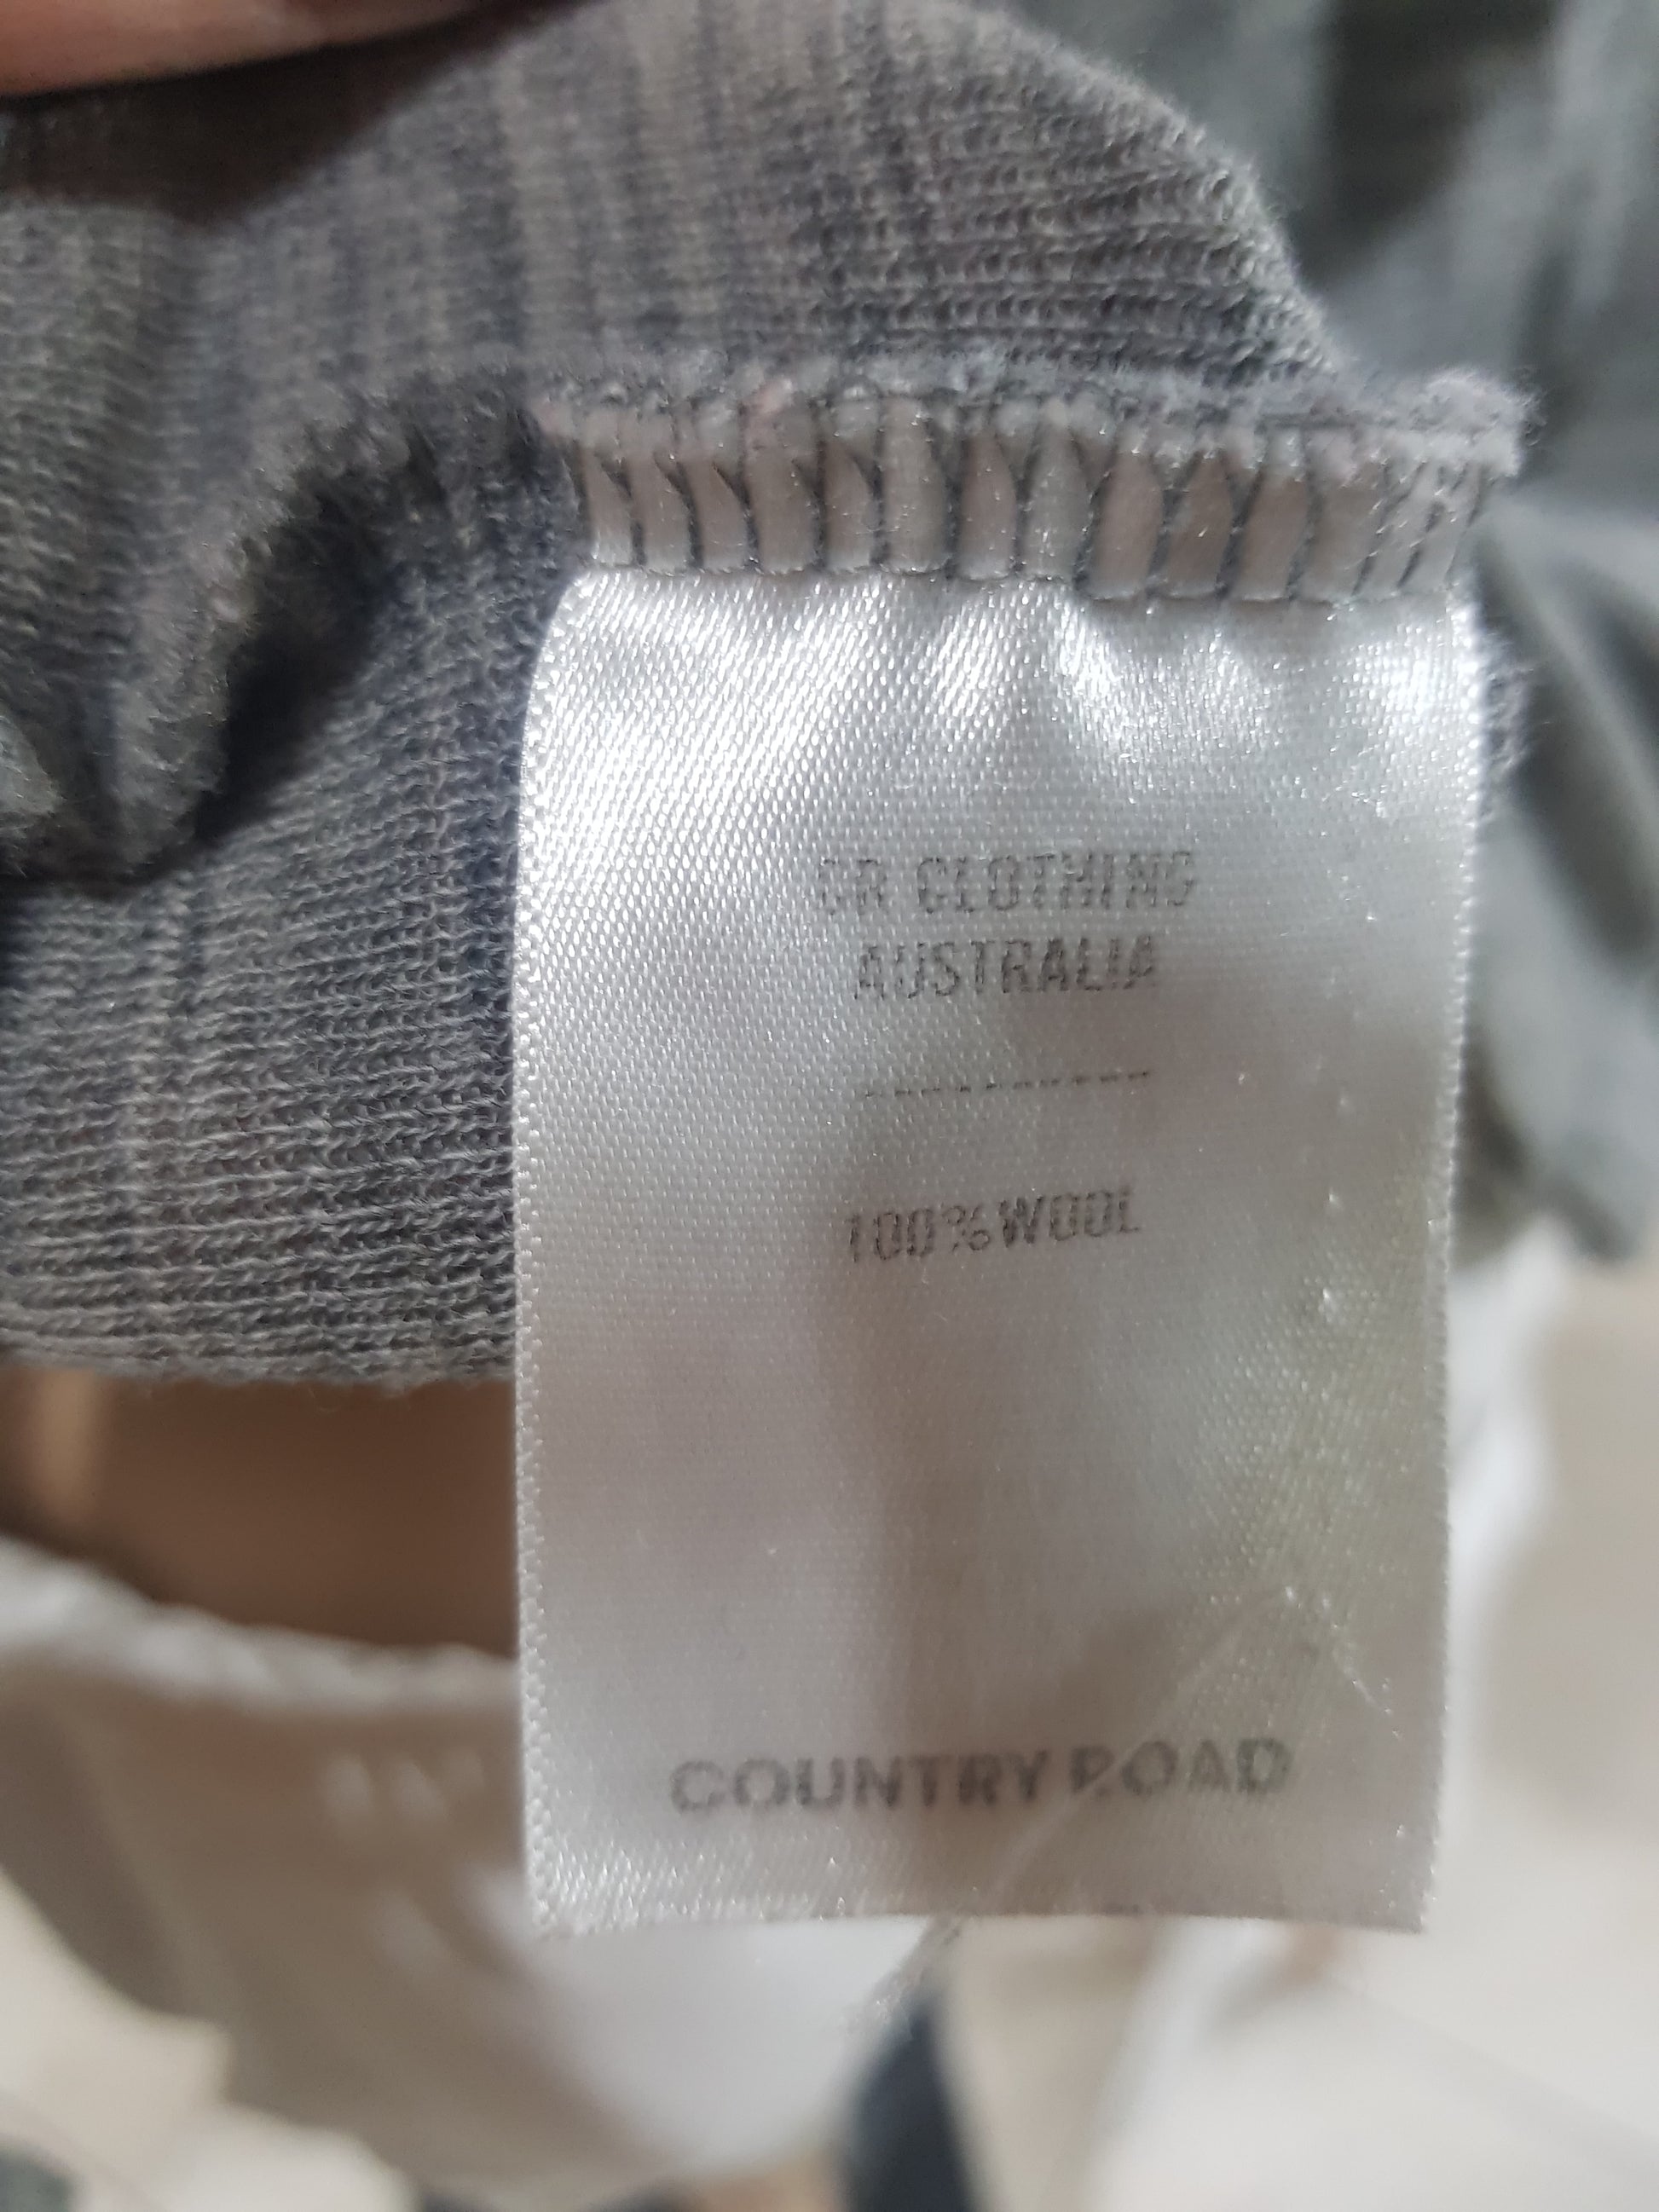 CR CLOTHING
AUSTRALIA
-----------
100%WOOL
COUNTRY ROAD